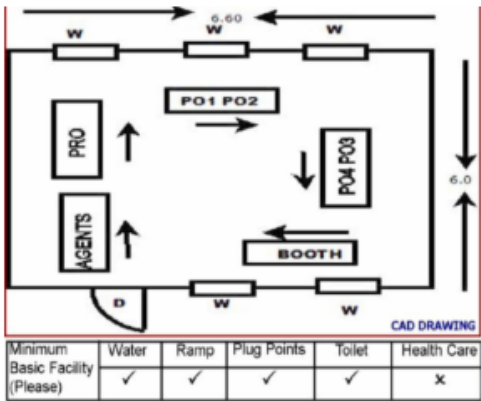 6.60
W W W
PO1 PO2
PRO
PO4 PO3
6.0
AGENTS
BOOTH
D W W
CAD DRAWING
Minimum Basic Facility (Please) Water Ramp Plug Points Toilet Health Care
✓ ✓ ✓ ✓ x